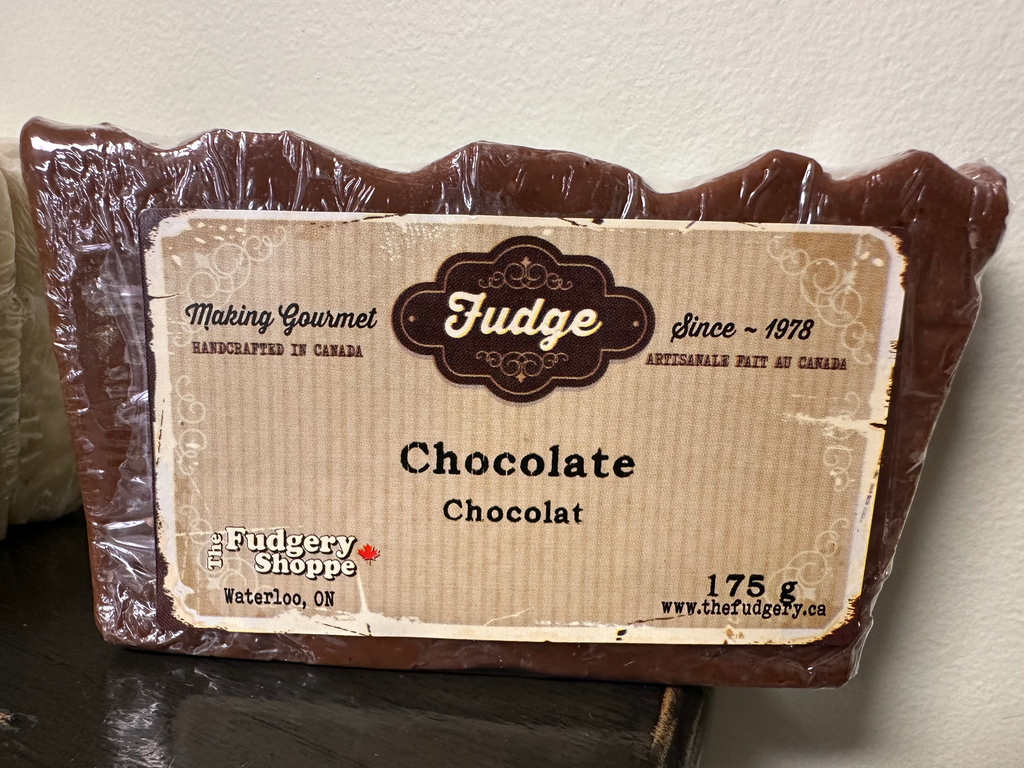 Making Gourmet
HANDCRAFTED IN CANADA
Fudge
Since ~ 1978
ARTISANALE FAIT AU CANADA
Chocolate
Chocolat
The Fudgery
Shoppe
Waterloo, ON
175 g
www.thefudgery.ca